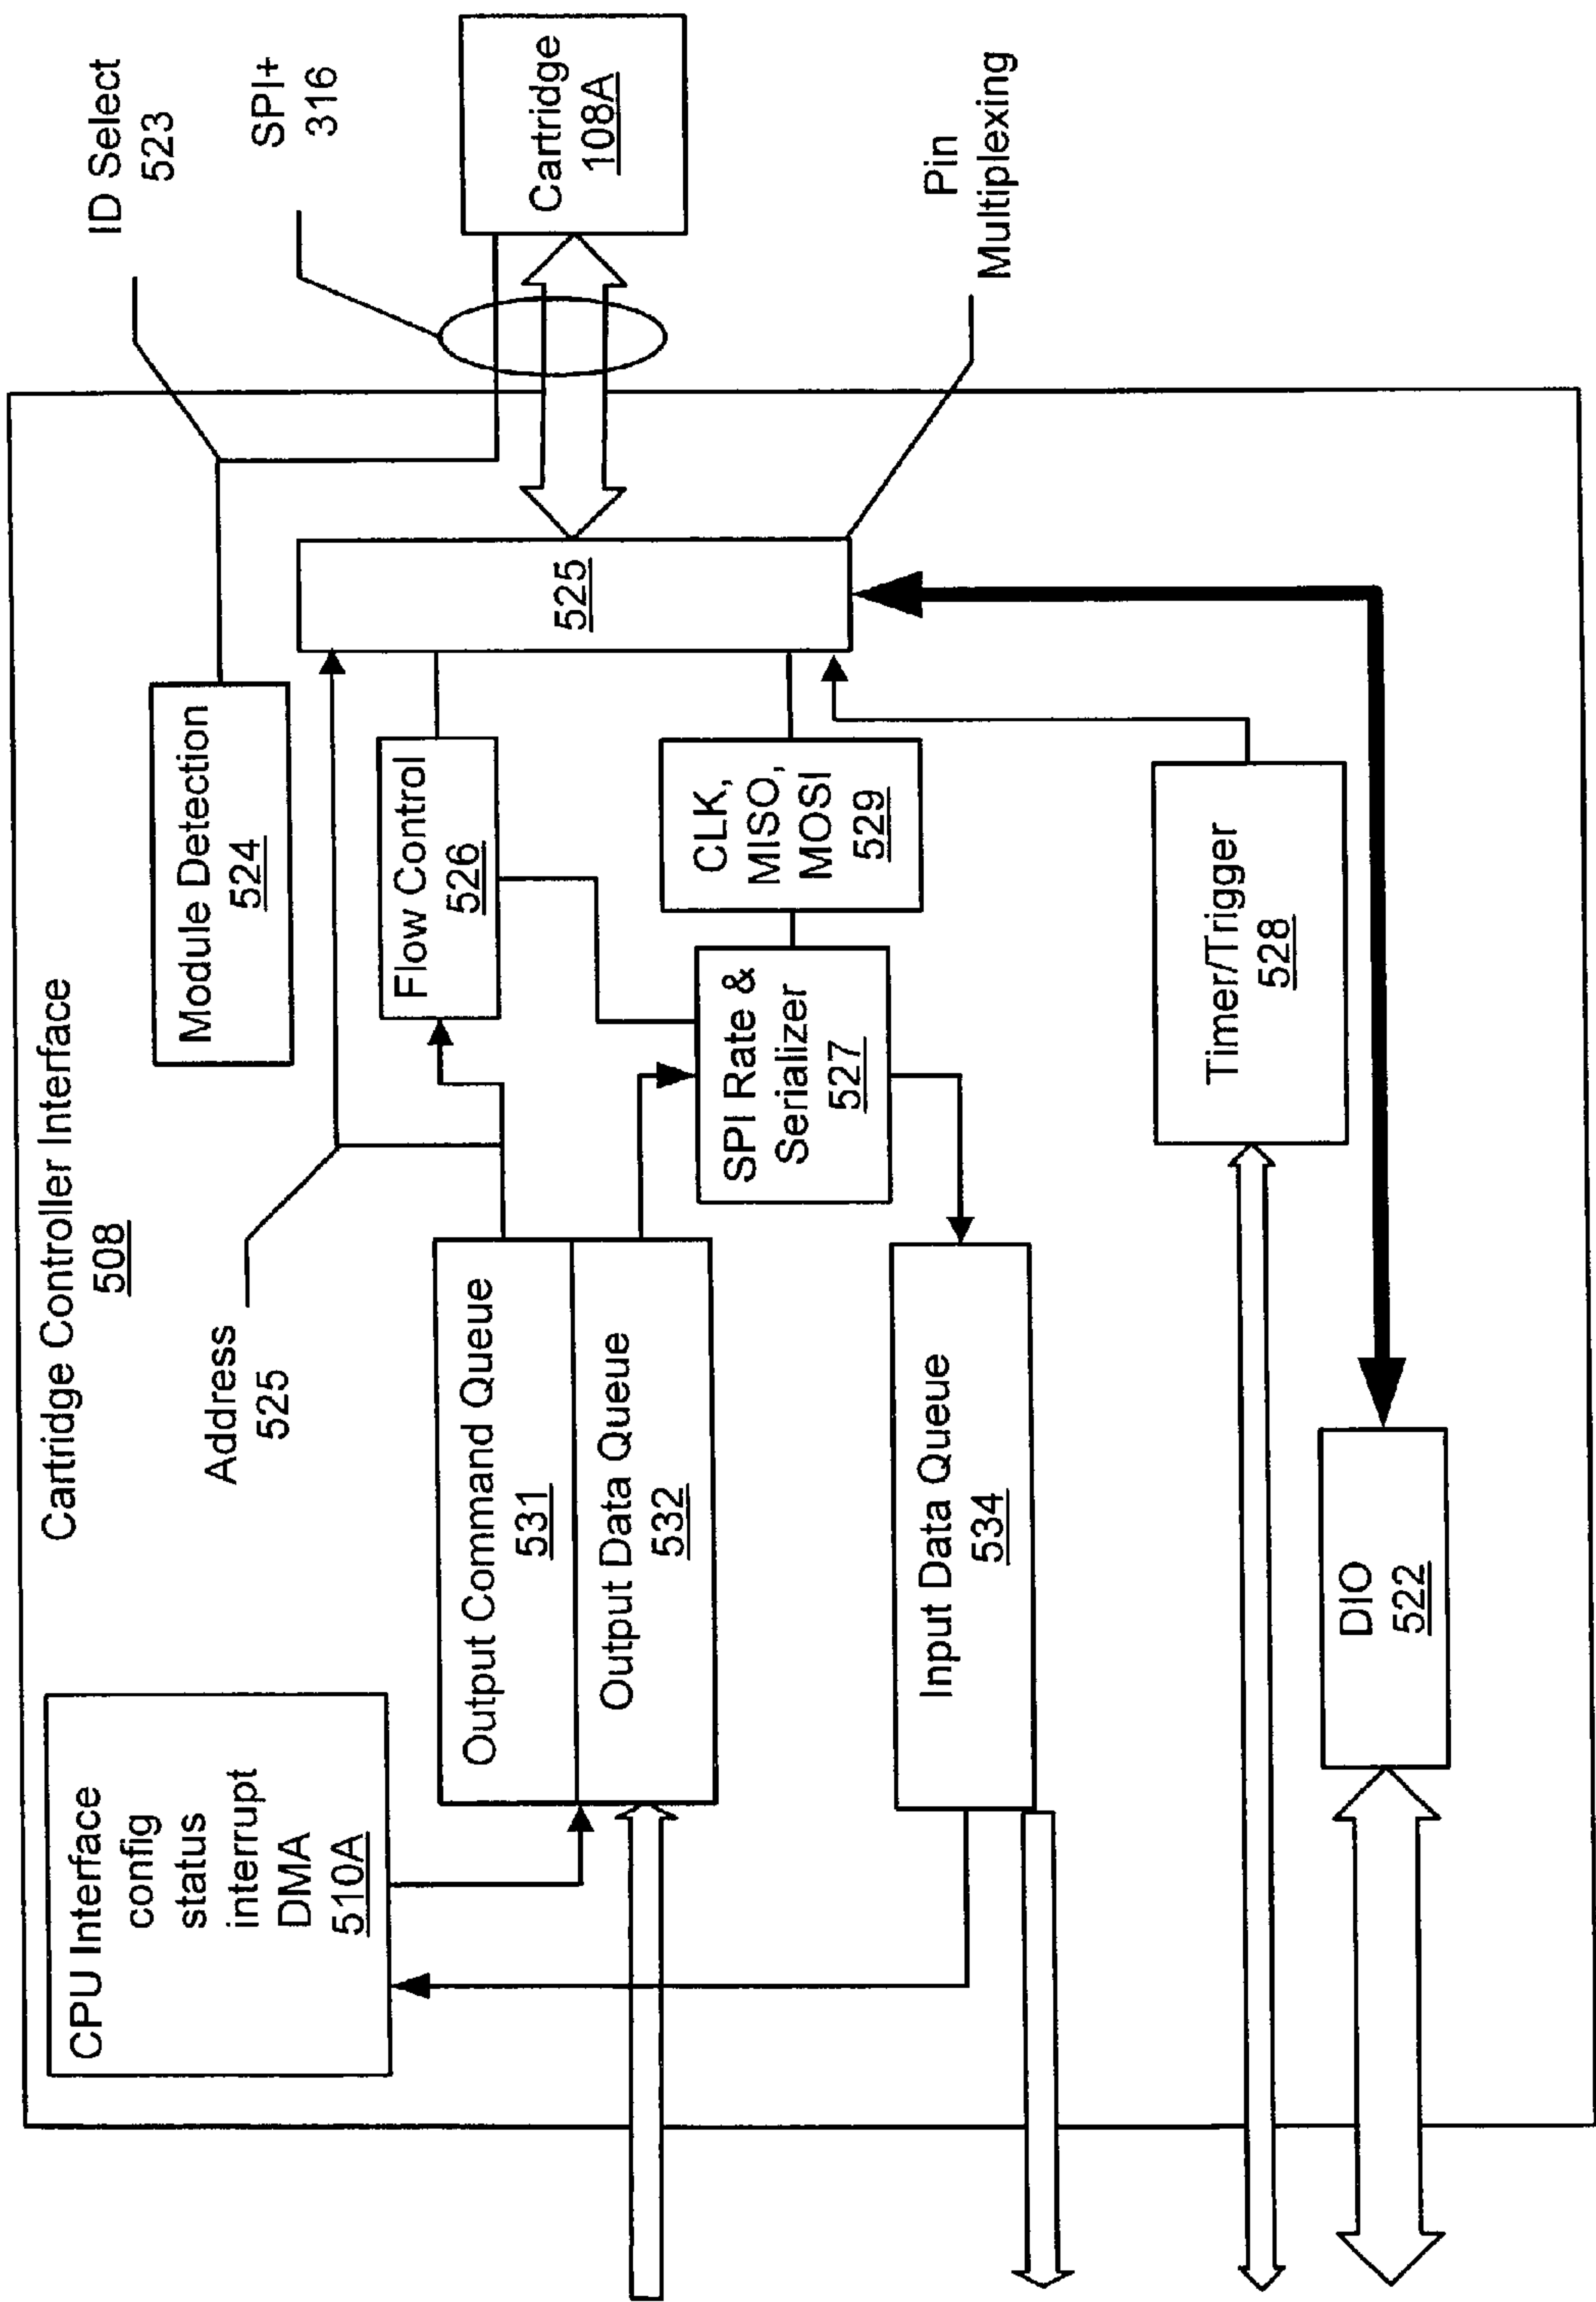 Cartridge Controller Interface
508
CPU Interface
config
status
interrupt
DMA
510A
Address
525
Module Detection
524
ID Select
523
SPI+
316
Output Command Queue
531
Output Data Queue
532
Flow Control
526
525
Cartridge
108A
SPI Rate &
Serializer
527
CLK,
MISO,
MOSI
529
Input Data Queue
534
Pin
Multiplexing
Timer/Trigger
528
DIO
522